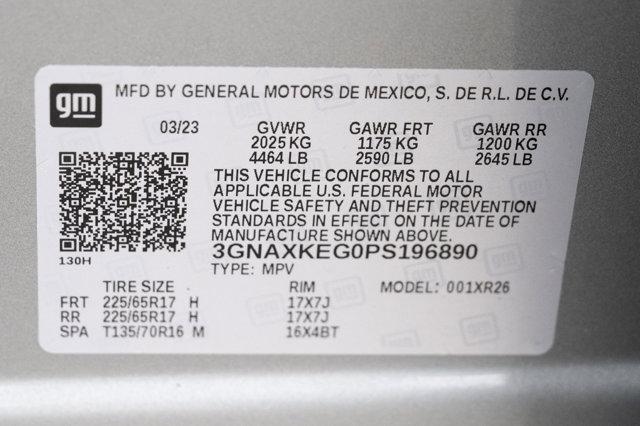 gm MFD BY GENERAL MOTORS DE MEXICO, S. DE R.L. DE C.V.
03/23 GVWR GAWR FRT GAWR RR
2025 KG 1175 KG 1200 KG
4464 LB 2590 LB 2645 LB
THIS VEHICLE CONFORMS TO ALL
APPLICABLE U.S. FEDERAL MOTOR
VEHICLE SAFETY AND THEFT PREVENTION
STANDARDS IN EFFECT ON THE DATE OF
MANUFACTURE SHOWN ABOVE.
3GNAXKEG0PS196890
130H
TYPE: MPV
TIRE SIZE RIM MODEL: 001XR26
FRT 225/65R17 H 17X7J
RR 225/65R17 H 17X7J
SPA T135/70R16 M 16X4BT